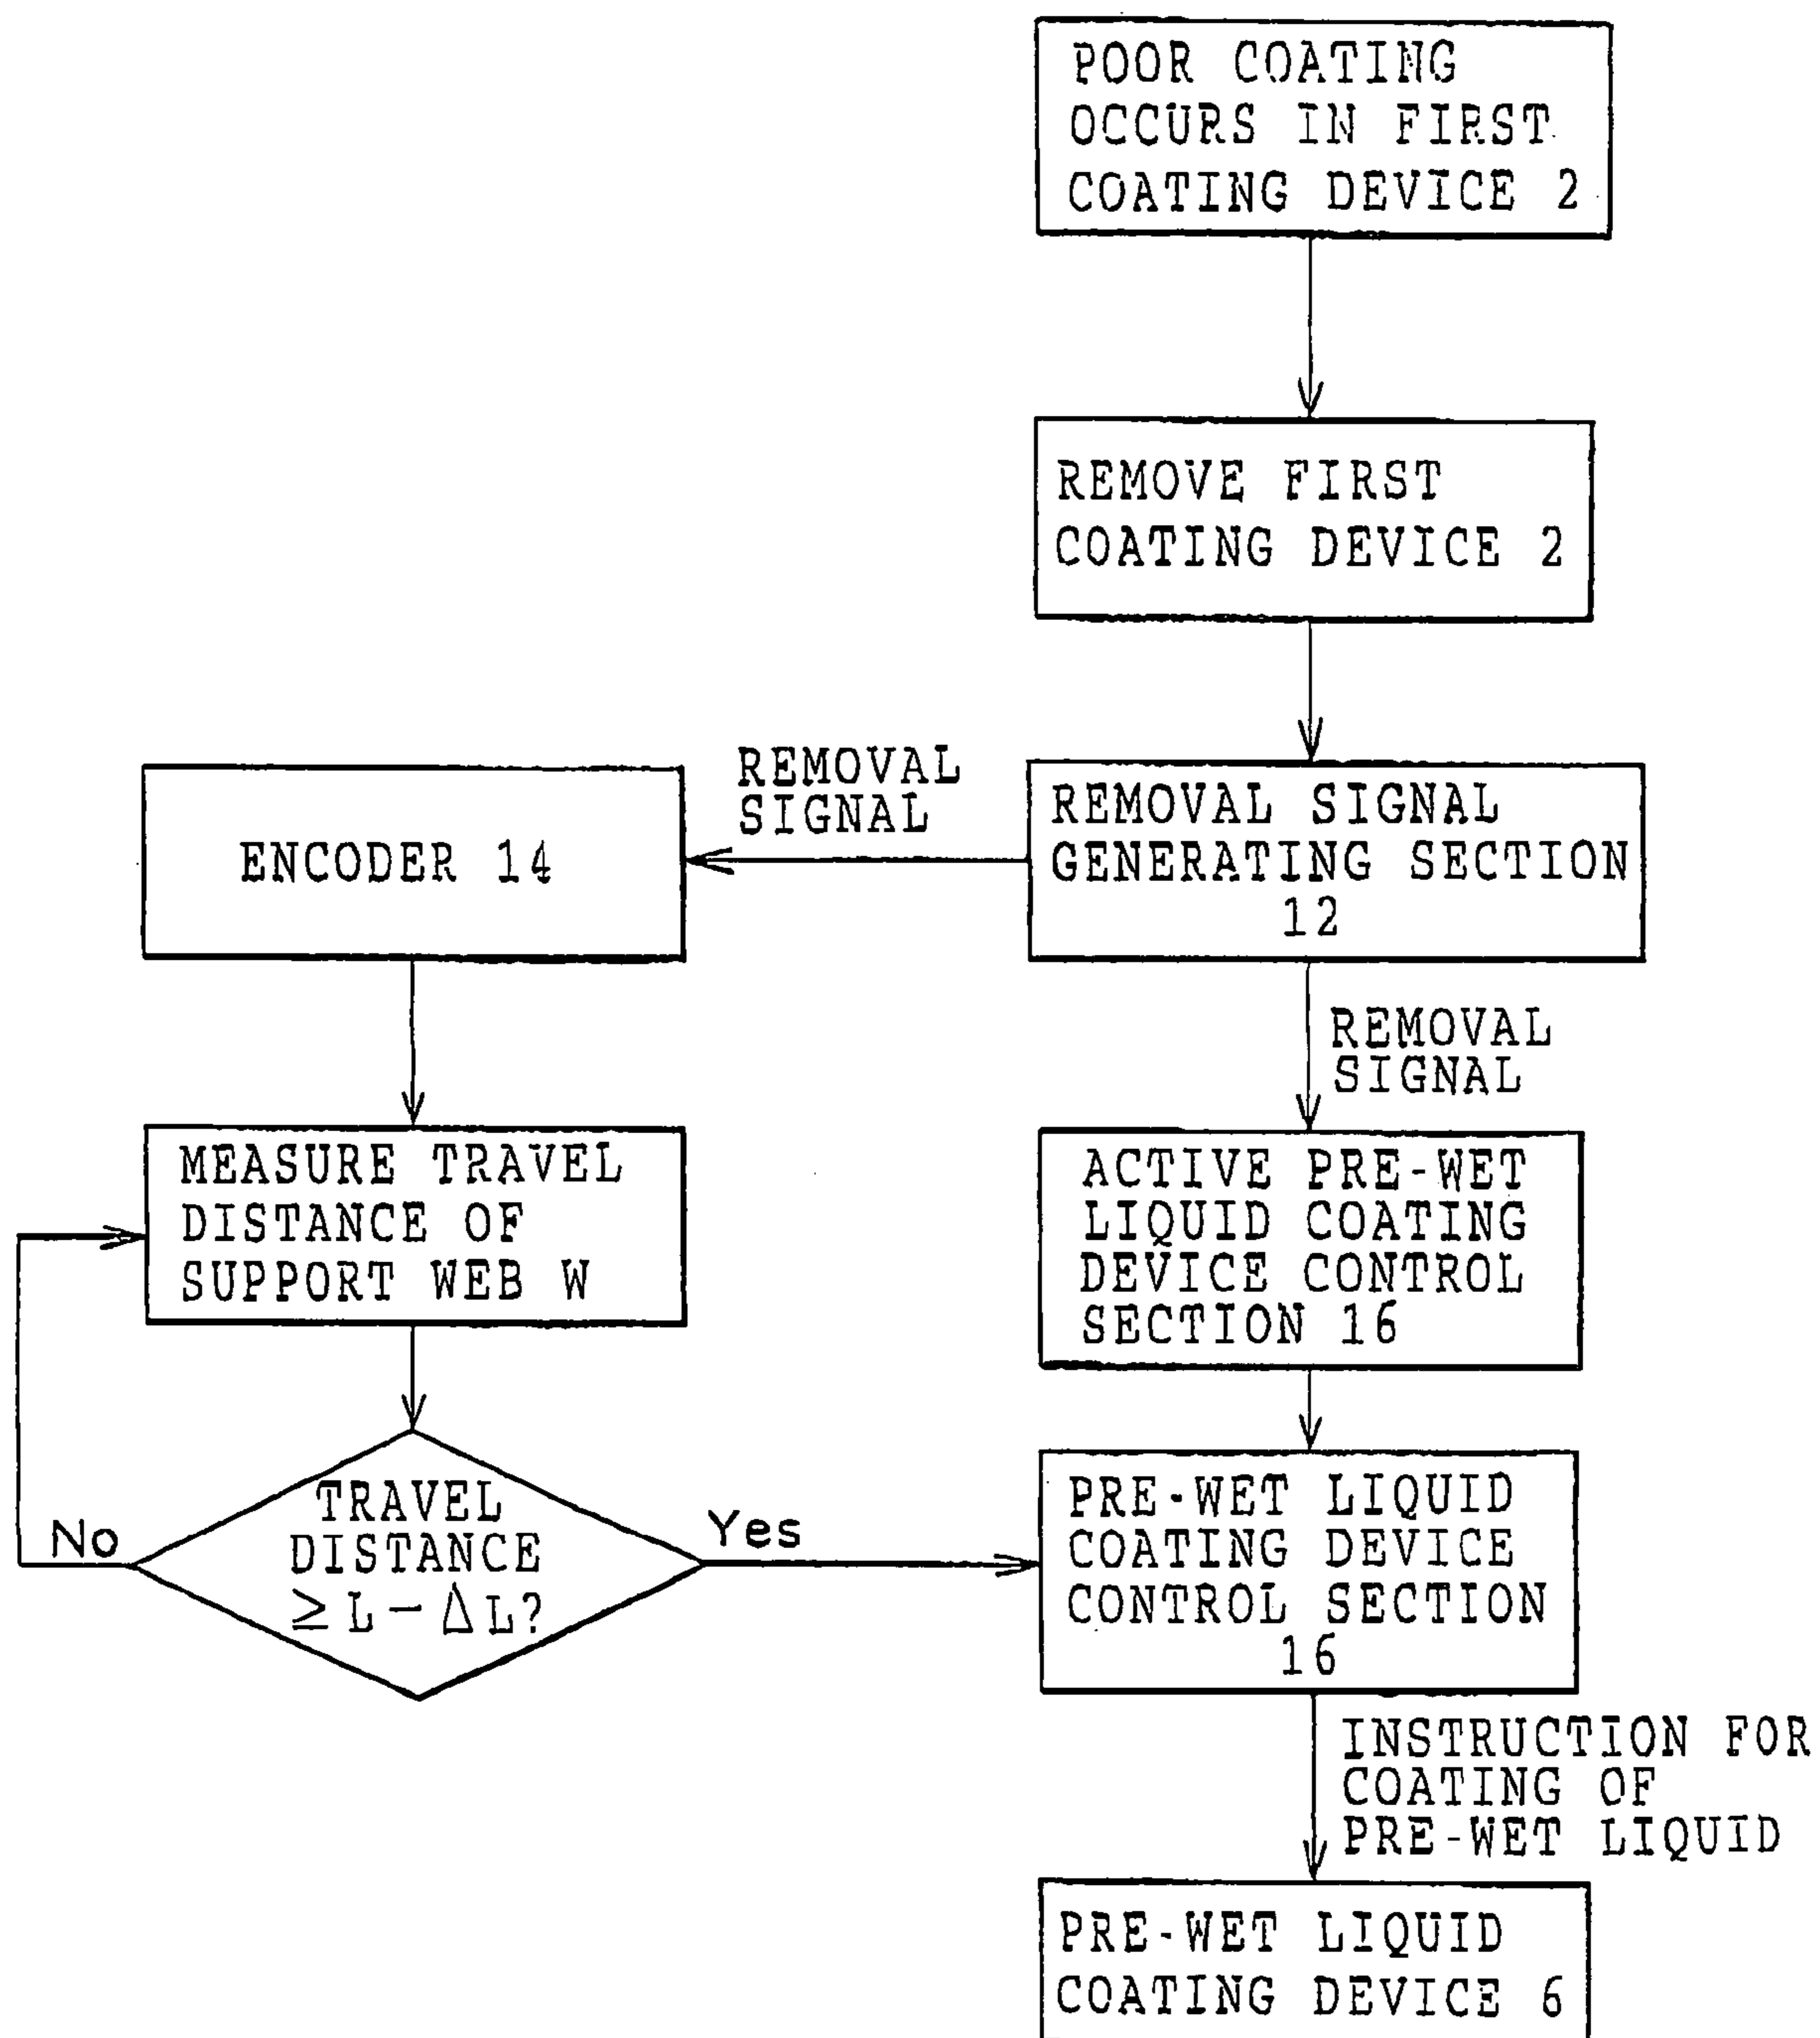 POOR COATING
OCCURS IN FIRST
COATING DEVICE 2
REMOVE FIRST
COATING DEVICE 2
REMOVAL SIGNAL
GENERATING SECTION
12
REMOVAL
SIGNAL
ENCODER 14
REMOVAL
SIGNAL
MEASURE TRAVEL
DISTANCE OF
SUPPORT WEB W
ACTIVE PRE-WET
LIQUID COATING
DEVICE CONTROL
SECTION 16
TRAVEL
DISTANCE
≥ L - ΔL?
No
Yes
PRE-WET LIQUID
COATING DEVICE
CONTROL SECTION
16
INSTRUCTION FOR
COATING OF
PRE-WET LIQUID
PRE-WET LIQUID
COATING DEVICE 6